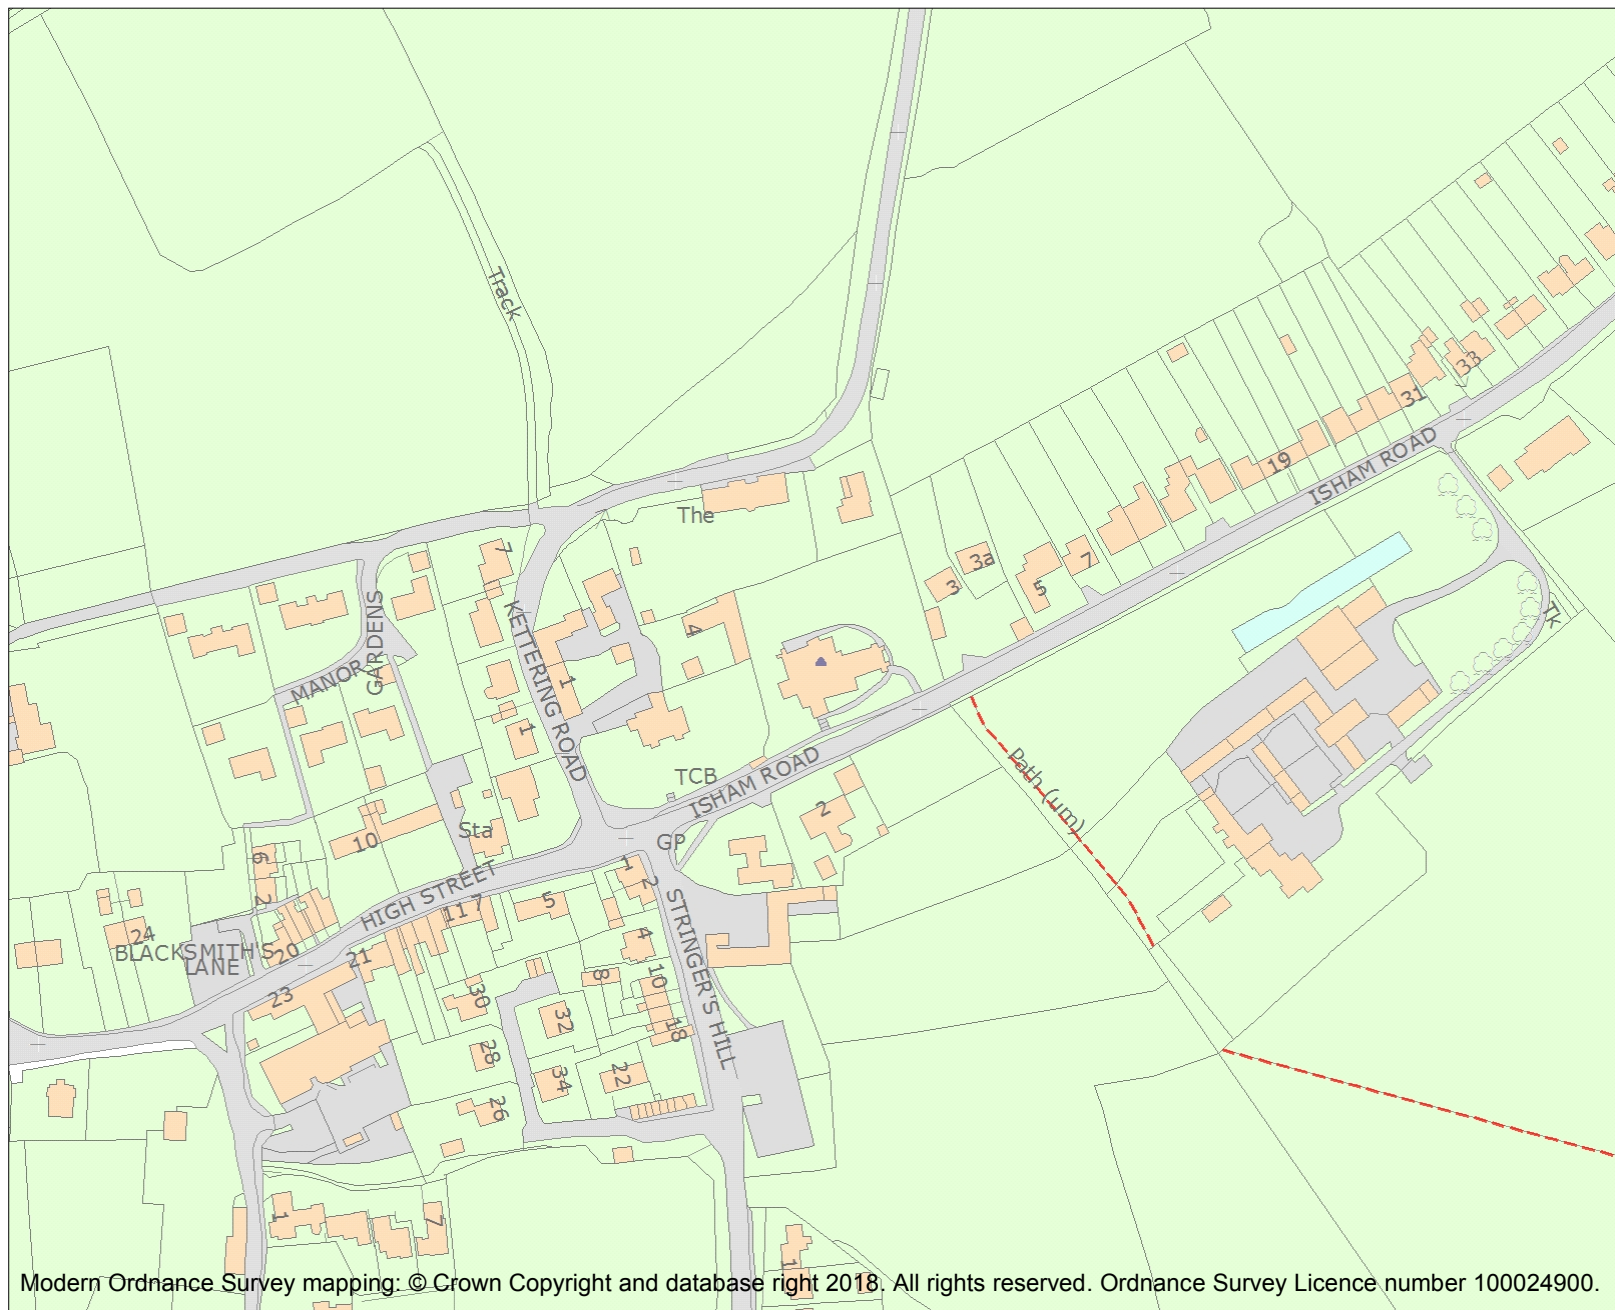 Track
33
31
ISHAM ROAD
19
The
7
3a
3
5
7
KETTERING ROAD
MANOR
GARDENS
4
1
1
Tk
TCB
ISHAM ROAD
Path (um)
2
Sta
GP
10
6
2
HIGH STREET
1
2
5
11
7
STRINGER'S HILL
24
BLACKSMITH'S
LANE
20
21
23
4
8
10
18
30
32
28
34
22
26
1
7
1
Modern Ordnance Survey mapping: © Crown Copyright and database right 2018. All rights reserved. Ordnance Survey Licence number 100024900.